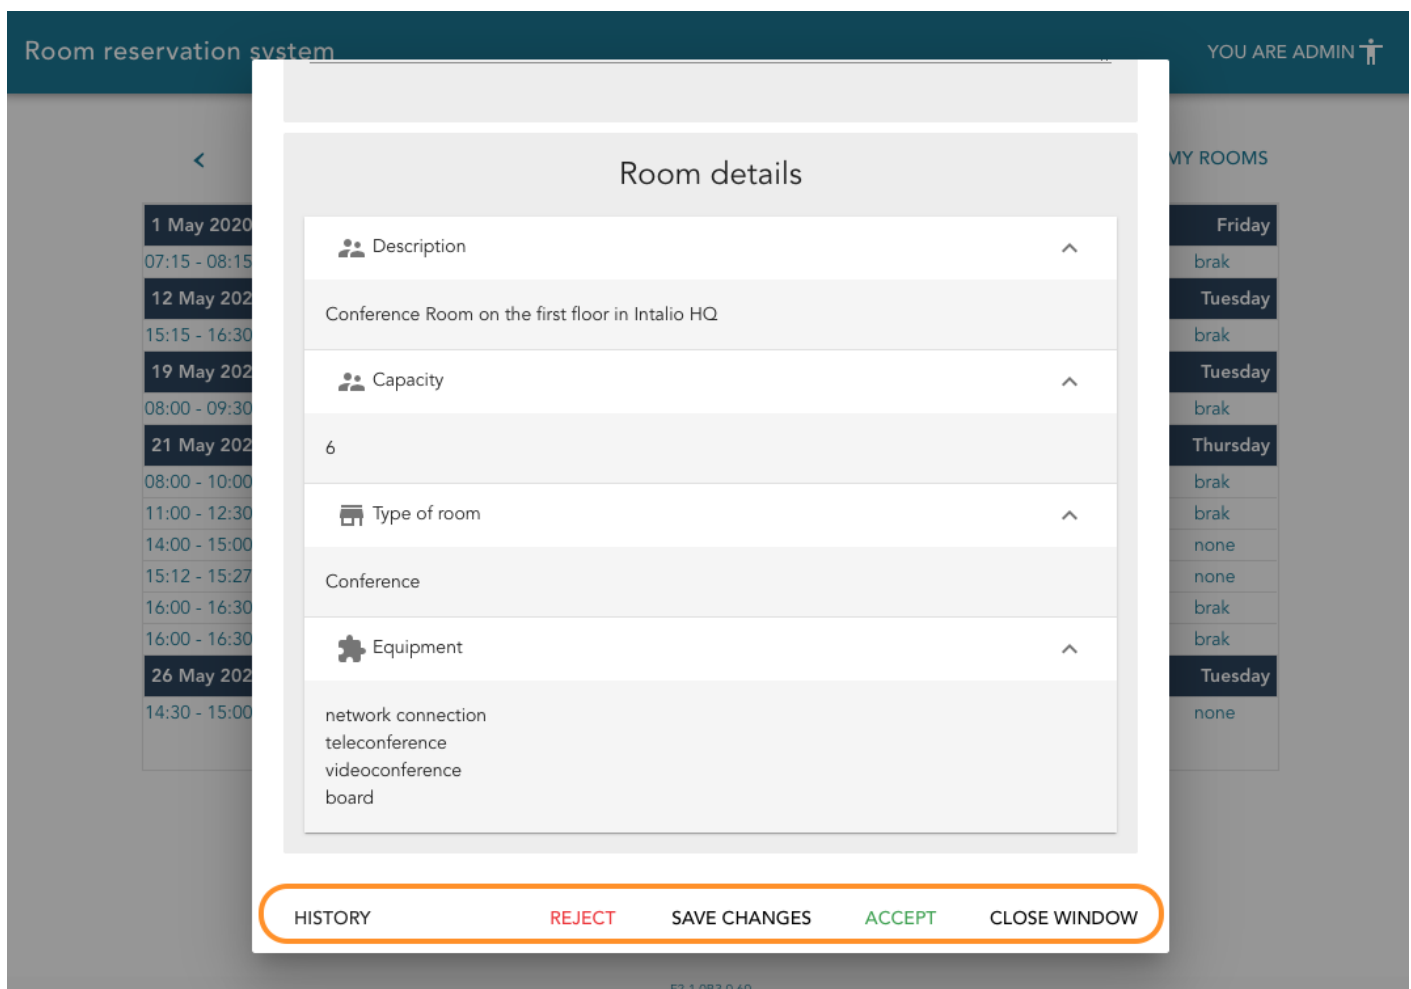 Room reservation system
YOU ARE ADMIN
Room details
MY ROOMS
1 May 2020
Friday
Description
07:15 - 08:15
brak
12 May 202
Tuesday
Conference Room on the first floor in Intalio HQ
15:15 - 16:30
brak
19 May 202
Tuesday
Capacity
08:00 - 09:30
brak
21 May 202
Thursday
6
08:00 - 10:00
brak
11:00 - 12:30
brak
Type of room
14:00 - 15:00
none
15:12 - 15:27
none
Conference
16:00 - 16:30
brak
16:00 - 16:30
brak
Equipment
26 May 202
Tuesday
14:30 - 15:00
none
network connection
teleconference
videoconference
board
HISTORY
REJECT
SAVE CHANGES
ACCEPT
CLOSE WINDOW